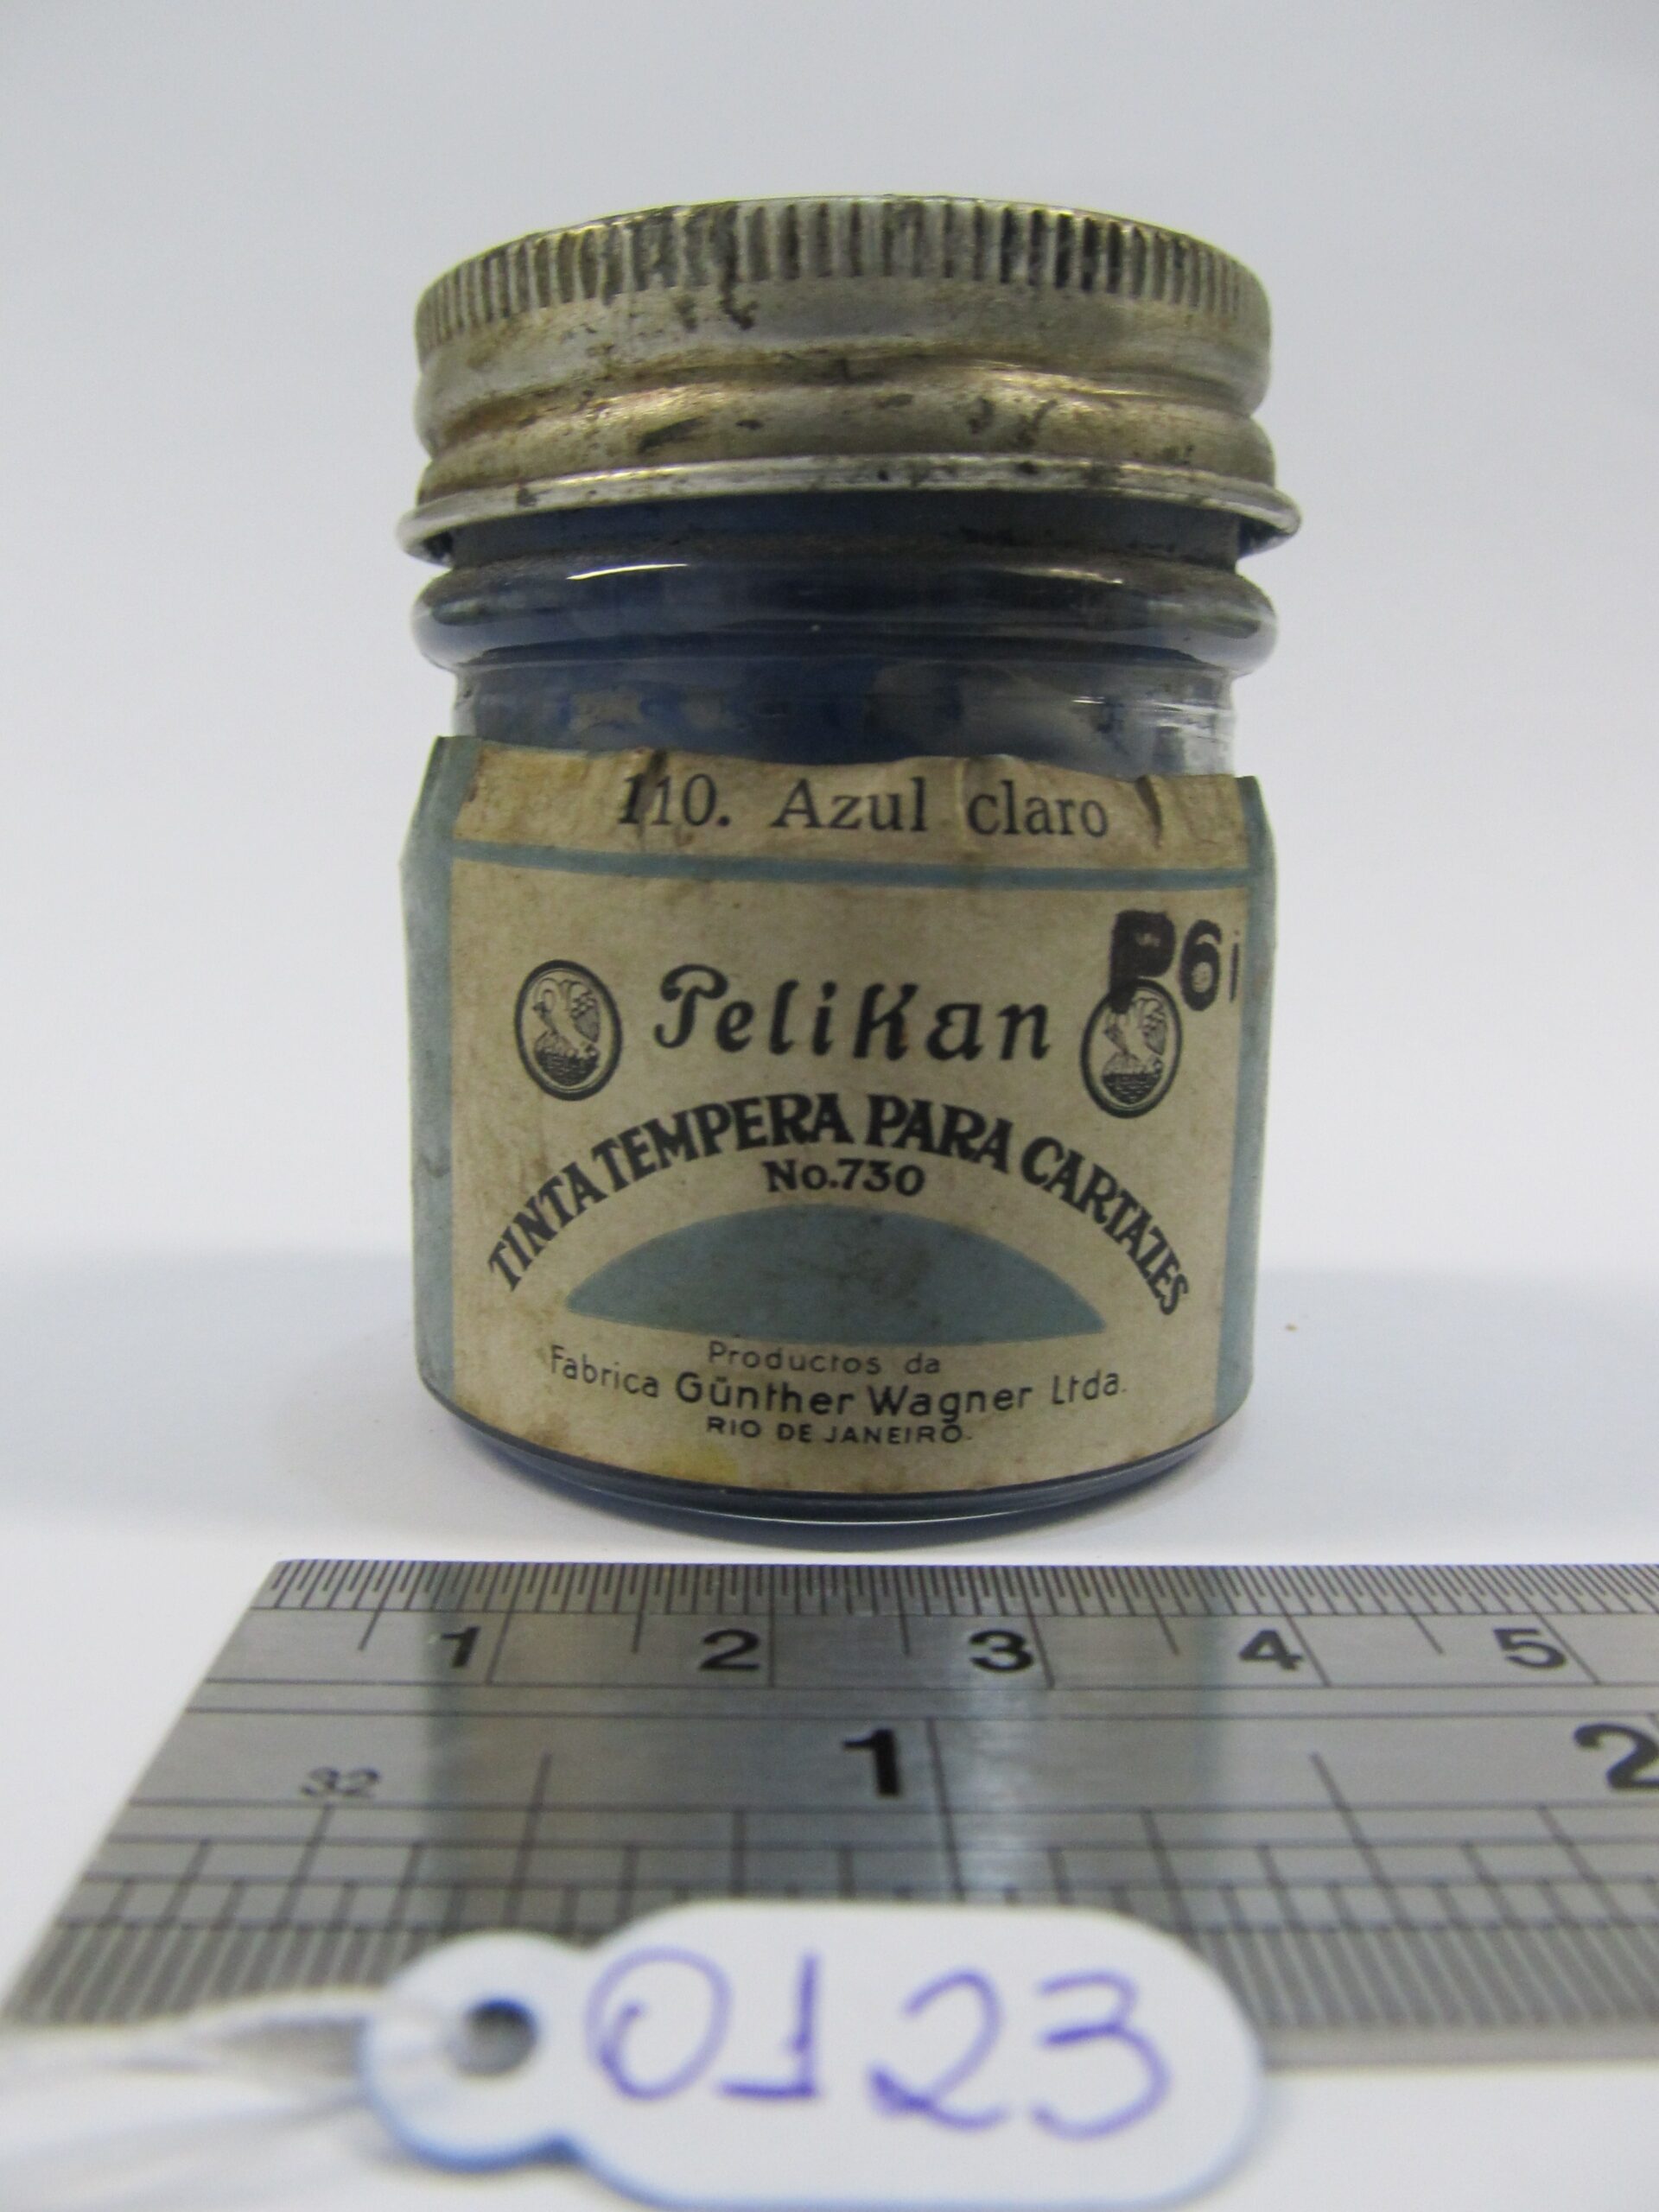 110. Azul claro
P6i
Pelikan
TINTA TEMPERA PARA CARTAZES
No.730
Productos da
Fabrica Günther Wagner Ltda.
RIO DE JANEIRO.
1 2 3 4 5
1 2
32
0123